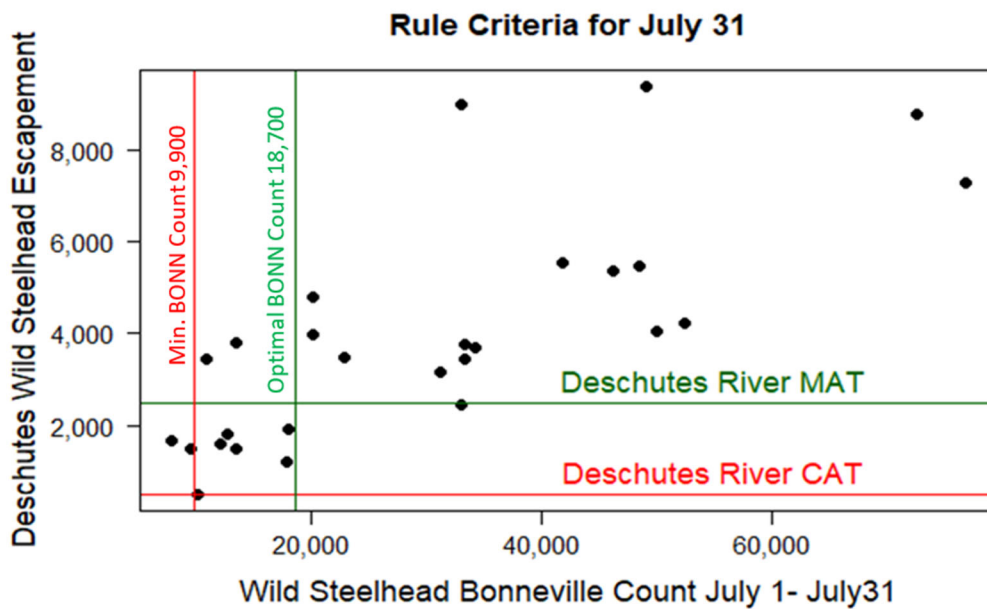 Rule Criteria for July 31
Deschutes Wild Steelhead Escapement
8,000
6,000
4,000
2,000
Min. BONN Count 9,900
Optimal BONN Count 18,700
Deschutes River MAT
Deschutes River CAT
20,000
40,000
60,000
Wild Steelhead Bonneville Count July 1- July31